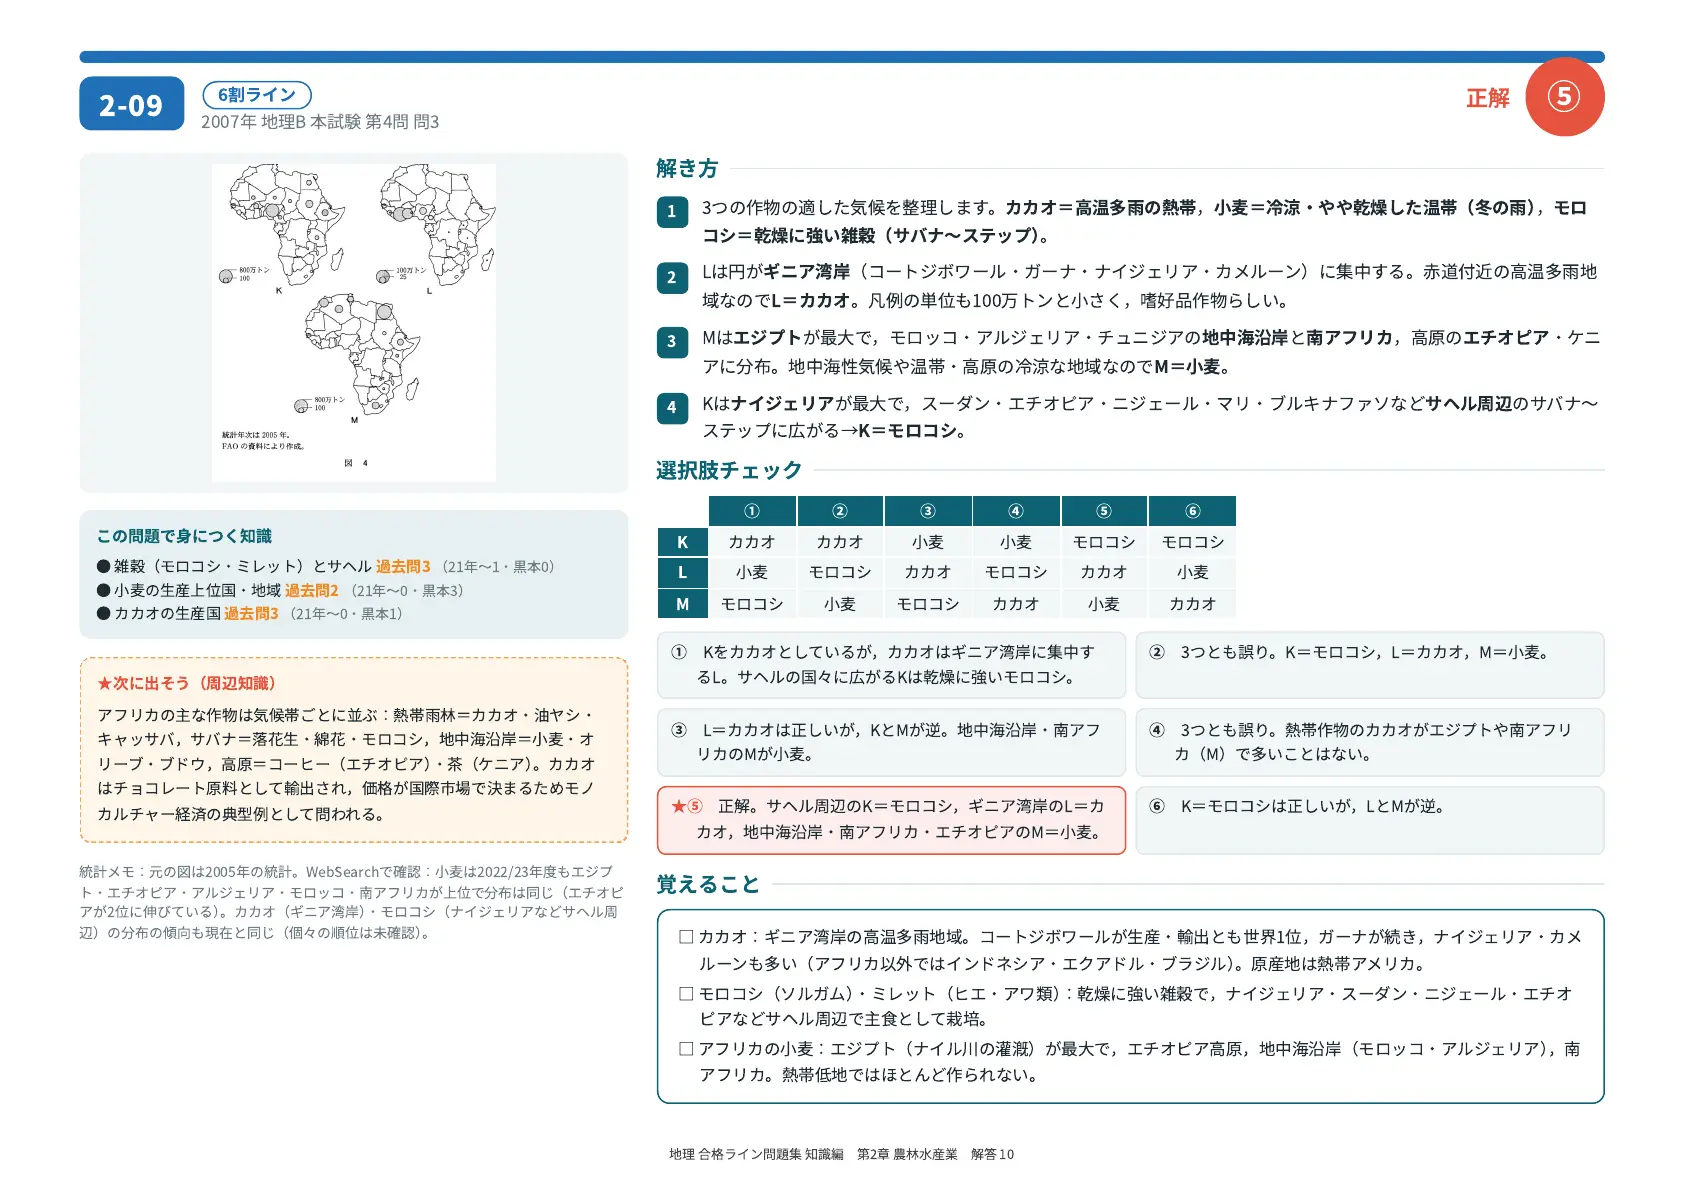 2-09
6割ライン
2007年 地理B 本試験 第4問 問3
正解 ⑤
800万トン
100
K
100万トン
25
L
800万トン
100
M
統計年次は 2005 年。
FAO の資料により作成。
図 4
この問題で身につく知識
●雑穀（モロコシ・ミレット）とサヘル 過去問3 （21年〜1・黒本0）
●小麦の生産上位国・地域 過去問2 （21年〜0・黒本3）
●カカオの生産国 過去問3 （21年〜0・黒本1）
★次に出そう（周辺知識）
アフリカの主な作物は気候帯ごとに並ぶ：熱帯雨林＝カカオ・油ヤシ・
キャッサバ，サバナ＝落花生・綿花・モロコシ，地中海沿岸＝小麦・オ
リーブ・ブドウ，高原＝コーヒー（エチオピア）・茶（ケニア）。カカオ
はチョコレート原料として輸出され，価格が国際市場で決まるためモノ
カルチャー経済の典型例として問われる。
統計メモ：元の図は2005年の統計。WebSearchで確認：小麦は2022/23年度もエジプ
ト・エチオピア・アルジェリア・モロッコ・南アフリカが上位で分布は同じ（エチオピ
アが2位に伸びている）。カカオ（ギニア湾岸）・モロコシ（ナイジェリアなどサヘル周
辺）の分布の傾向も現在と同じ（個々の順位は未確認）。
解き方
1 3つの作物の適した気候を整理します。カカオ＝高温多雨の熱帯，小麦＝冷涼・やや乾燥した温帯（冬の雨），モロ
コシ＝乾燥に強い雑穀（サバナ〜ステップ）。
2 Lは円がギニア湾岸（コートジボワール・ガーナ・ナイジェリア・カメルーン）に集中する。赤道付近の高温多雨地
域なのでL＝カカオ。凡例の単位も100万トンと小さく，嗜好品作物らしい。
3 Mはエジプトが最大で，モロッコ・アルジェリア・チュニジアの地中海沿岸と南アフリカ，高原のエチオピア・ケニ
アに分布。地中海性気候や温帯・高原の冷涼な地域なのでM＝小麦。
4 Kはナイジェリアが最大で，スーダン・エチオピア・ニジェール・マリ・ブルキナファソなどサヘル周辺のサバナ〜
ステップに広がる→K＝モロコシ。
選択肢チェック
① ② ③ ④ ⑤ ⑥
K カカオ カカオ 小麦 小麦 モロコシ モロコシ
L 小麦 モロコシ カカオ モロコシ カカオ 小麦
M モロコシ 小麦 モロコシ カカオ 小麦 カカオ
① Kをカカオとしているが，カカオはギニア湾岸に集中す
るL。サヘルの国々に広がるKは乾燥に強いモロコシ。
② 3つとも誤り。K＝モロコシ，L＝カカオ，M＝小麦。
③ L＝カカオは正しいが，KとMが逆。地中海沿岸・南アフ
リカのMが小麦。
④ 3つとも誤り。熱帯作物のカカオがエジプトや南アフリ
カ（M）で多いことはない。
★⑤ 正解。サヘル周辺のK＝モロコシ，ギニア湾岸のL＝カ
カオ，地中海沿岸・南アフリカ・エチオピアのM＝小麦。
⑥ K＝モロコシは正しいが，LとMが逆。
覚えること
□ カカオ：ギニア湾岸の高温多雨地域。コートジボワールが生産・輸出とも世界1位，ガーナが続き，ナイジェリア・カメ
ルーンも多い（アフリカ以外ではインドネシア・エクアドル・ブラジル）。原産地は熱帯アメリカ。
□ モロコシ（ソルガム）・ミレット（ヒエ・アワ類）：乾燥に強い雑穀で，ナイジェリア・スーダン・ニジェール・エチオ
ピアなどサヘル周辺で主食として栽培。
□ アフリカの小麦：エジプト（ナイル川の灌漑）が最大で，エチオピア高原，地中海沿岸（モロッコ・アルジェリア），南
アフリカ。熱帯低地ではほとんど作られない。
地理 合格ライン問題集 知識編 第2章 農林水産業 解答10